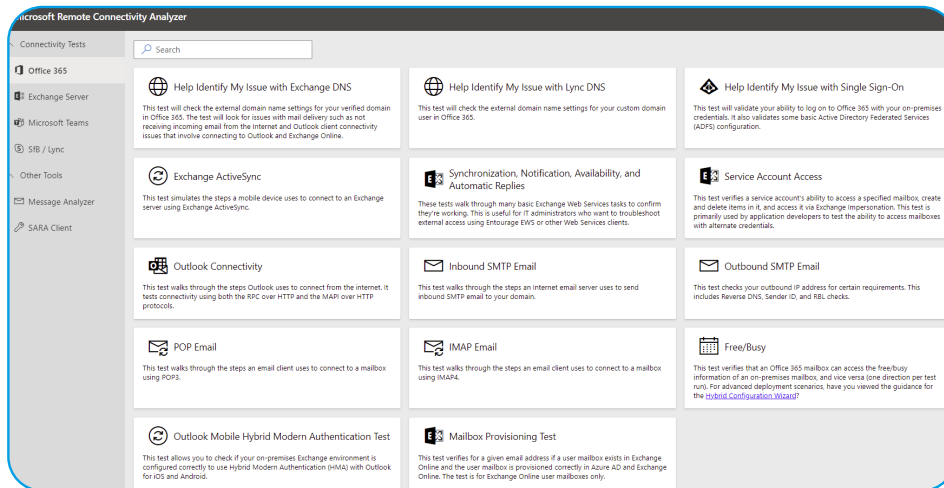 Microsoft Remote Connectivity Analyzer
Connectivity Tests
Office 365
Exchange Server
Microsoft Teams
SfB / Lync
Other Tools
Message Analyzer
SARA Client
Search
Help Identify My Issue with Exchange DNS
This test will check the external domain name settings for your verified domain
in Office 365. The test will look for issues with mail delivery such as not
receiving incoming email from the Internet and Outlook client connectivity
issues that involve connecting to Outlook and Exchange Online.
Help Identify My Issue with Lync DNS
This test will check the external domain name settings for your custom domain
user in Office 365.
Help Identify My Issue with Single Sign-On
This test will validate your ability to log on to Office 365 with your on-premises
credentials. It also validates some basic Active Directory Federated Services
(ADFS) configuration.
Exchange ActiveSync
This test simulates the steps a mobile device uses to connect to an Exchange
server using Exchange ActiveSync.
Synchronization, Notification, Availability, and
Automatic Replies
These tests walk through many basic Exchange Web Services tasks to confirm
they're working. This is useful for IT administrators who want to troubleshoot
external access using Entourage EWS or other Web Services clients.
Service Account Access
This test verifies a service account's ability to access a specified mailbox, create
and delete items in it, and access it via Exchange Impersonation. This test is
primarily used by application developers to test the ability to access mailboxes
with alternate credentials.
Outlook Connectivity
This test walks through the steps Outlook uses to connect from the internet. It
tests connectivity using both the RPC over HTTP and the MAPI over HTTP
protocols.
Inbound SMTP Email
This test walks through the steps an Internet email server uses to send
inbound SMTP email to your domain.
Outbound SMTP Email
This test checks your outbound IP address for certain requirements. This
includes Reverse DNS, Sender ID, and RBL checks.
POP Email
This test walks through the steps an email client uses to connect to a mailbox
using POP3.
IMAP Email
This test walks through the steps an email client uses to connect to a mailbox
using IMAP4.
Free/Busy
This test verifies that an Office 365 mailbox can access the free/busy
information of an on-premises mailbox, and vice versa (one direction per test
run). For advanced deployment scenarios, have you viewed the guidance for
the Hybrid Configuration Wizard?
Outlook Mobile Hybrid Modern Authentication Test
This test allows you to check if your on-premises Exchange environment is
configured correctly to use Hybrid Modern Authentication (HMA) with Outlook
for iOS and Android.
Mailbox Provisioning Test
This test verifies for a given email address if a user mailbox exists in Exchange
Online and the user mailbox is provisioned correctly in Azure AD and Exchange
Online. The test is for Exchange Online user mailboxes only.